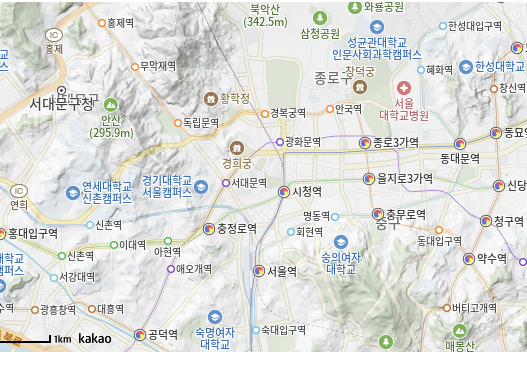 북악산
(342.5m)
와룡공원
삼청공원
한성대입구역
홍제역
IC
홍제
성균관대학교
인문사회과학캠퍼스
무악재역
창덕궁
종로구
혜화역
한성대학교
서울
대학교병원
창신역
서대문구청
안산
(295.9m)
황학정
독립문역
경복궁역
안국역
광화문역
종로3가역
동대문역
동묘앞
경희궁
경기대학교
서울캠퍼스
서대문역
을지로3가역
연세대학교
신촌캠퍼스
IC
연희
시청역
신당
신촌역
명동역
충무로역
중구
청구역
홍대입구역
충정로역
회현역
동대입구역
이대역
아현역
신촌역
숭의여자
대학교
약수역
서강대역
애오개역
서울역
광흥창역
대흥역
버티고개역
공덕역
숙명여자
대학교
숙대입구역
매봉산
1km
kakao